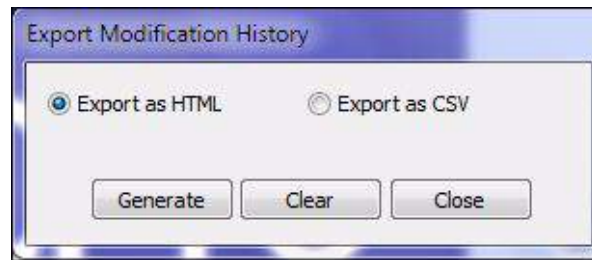 Export Modification History
Export as HTML Export as CSV
Generate Clear Close